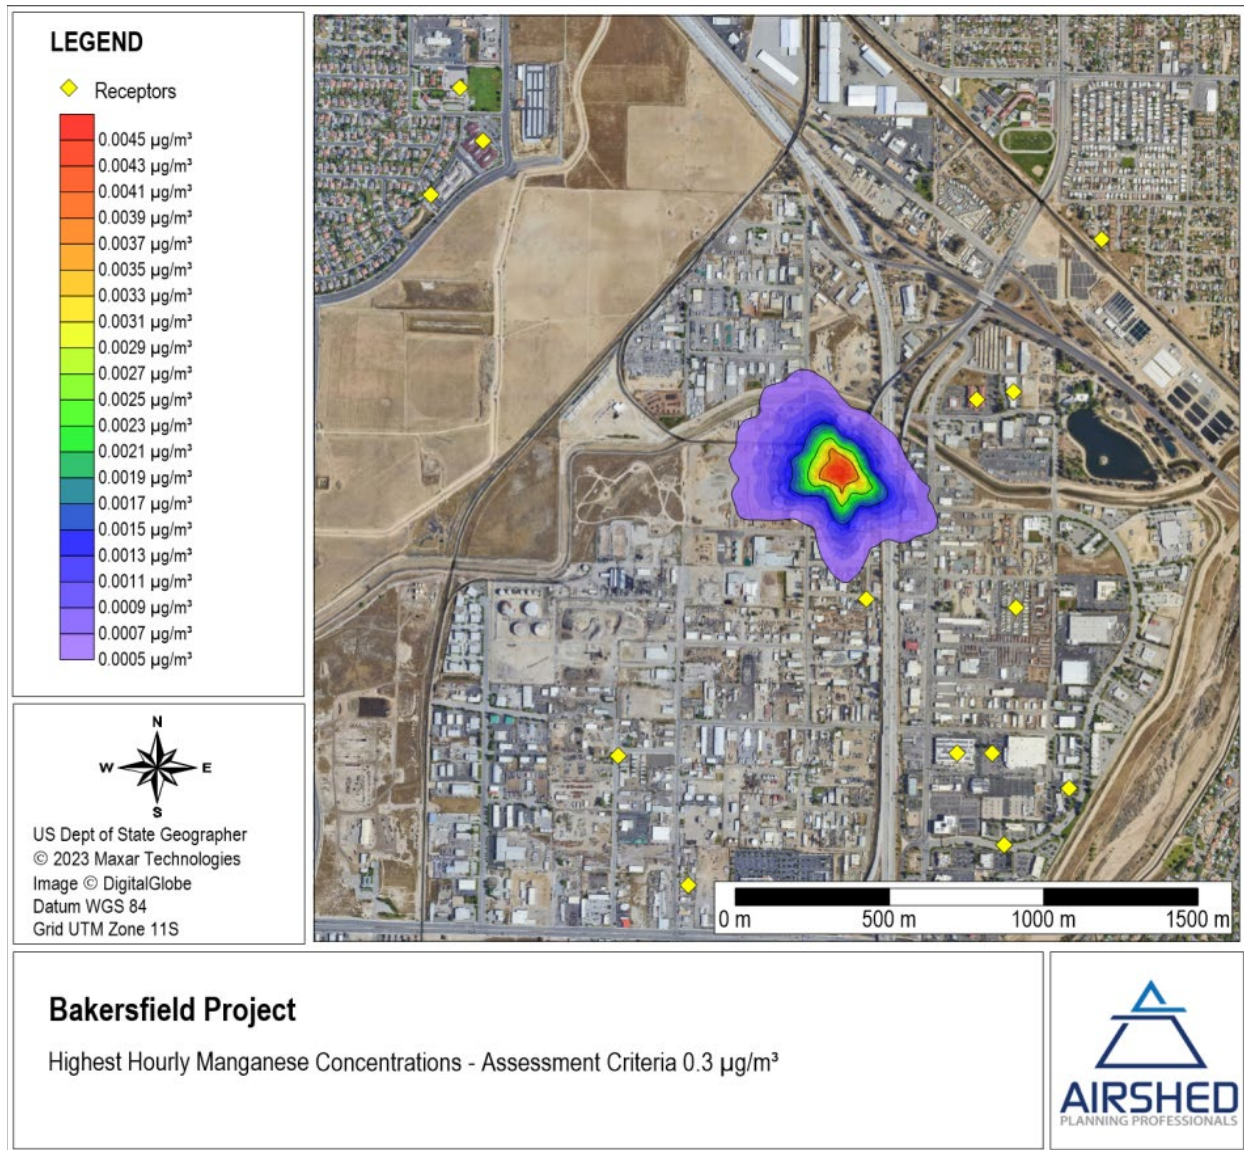 LEGEND
Receptors
0.0045 µg/m³
0.0043 µg/m³
0.0041 µg/m³
0.0039 µg/m³
0.0037 µg/m³
0.0035 µg/m³
0.0033 µg/m³
0.0031 µg/m³
0.0029 µg/m³
0.0027 µg/m³
0.0025 µg/m³
0.0023 µg/m³
0.0021 µg/m³
0.0019 µg/m³
0.0017 µg/m³
0.0015 µg/m³
0.0013 µg/m³
0.0011 µg/m³
0.0009 µg/m³
0.0007 µg/m³
0.0005 µg/m³
N
W E
S
US Dept of State Geographer
© 2023 Maxar Technologies
Image © DigitalGlobe
Datum WGS 84
Grid UTM Zone 11S
0 m 500 m 1000 m 1500 m
Bakersfield Project
Highest Hourly Manganese Concentrations - Assessment Criteria 0.3 µg/m³
AIRSHED
PLANNING PROFESSIONALS